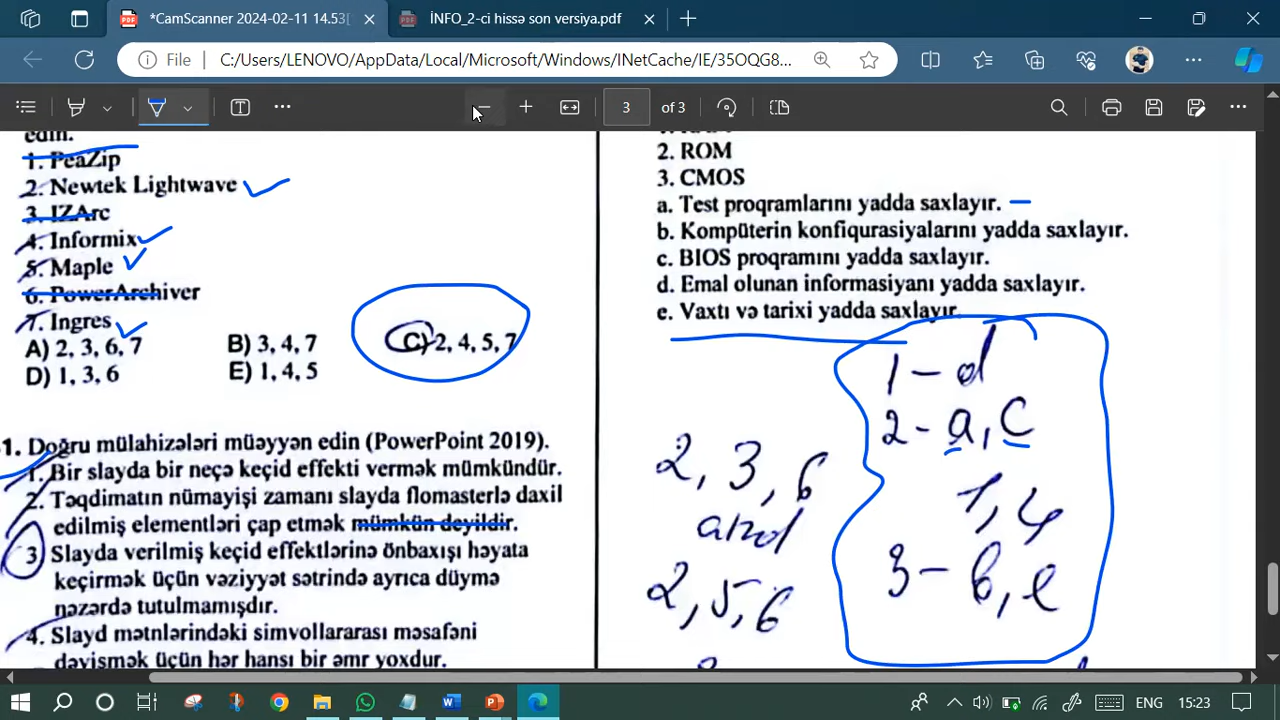 *CamScanner 2024-02-11 14.53[
İNFO_2-ci hissə son versiya.pdf
File
C:/Users/LENOVO/AppData/Local/Microsoft/Windows/INetCache/IE/35OQG8...
3 of 3
edin.
1. PeaZip
2. Newtek Lightwave
3. IZArc
4. Informix
5. Maple
6. PowerArchiver
7. Ingres
A) 2, 3, 6, 7 B) 3, 4, 7 C) 2, 4, 5, 7
D) 1, 3, 6 E) 1, 4, 5
1. Doğru mülahizələri müəyyən edin (PowerPoint 2019).
1. Bir slayda bir neçə keçid effekti vermək mümkündür.
2. Təqdimatın nümayişi zamanı slayda flomasterlə daxil
edilmiş elementləri çap etmək mümkün deyildir.
3. Slayda verilmiş keçid effektlərinə önbaxışı həyata
keçirmək üçün vəziyyət sətrində ayrıca düymə
nəzərdə tutulmamışdır.
4. Slayd mətnlərindəki simvollararası məsafəni
dəyişmək üçün hər hansı bir əmr yoxdur.
2. ROM
3. CMOS
a. Test proqramlarını yadda saxlayır.
b. Kompüterin konfiqurasiyalarını yadda saxlayır.
c. BIOS proqramını yadda saxlayır.
d. Emal olunan informasiyanı yadda saxlayır.
e. Vaxtı və tarixi yadda saxlayır.
1 – d
2 - a, c
1, 4
3 – b, e
2, 3, 6
2, 5, 6
ENG
15:23